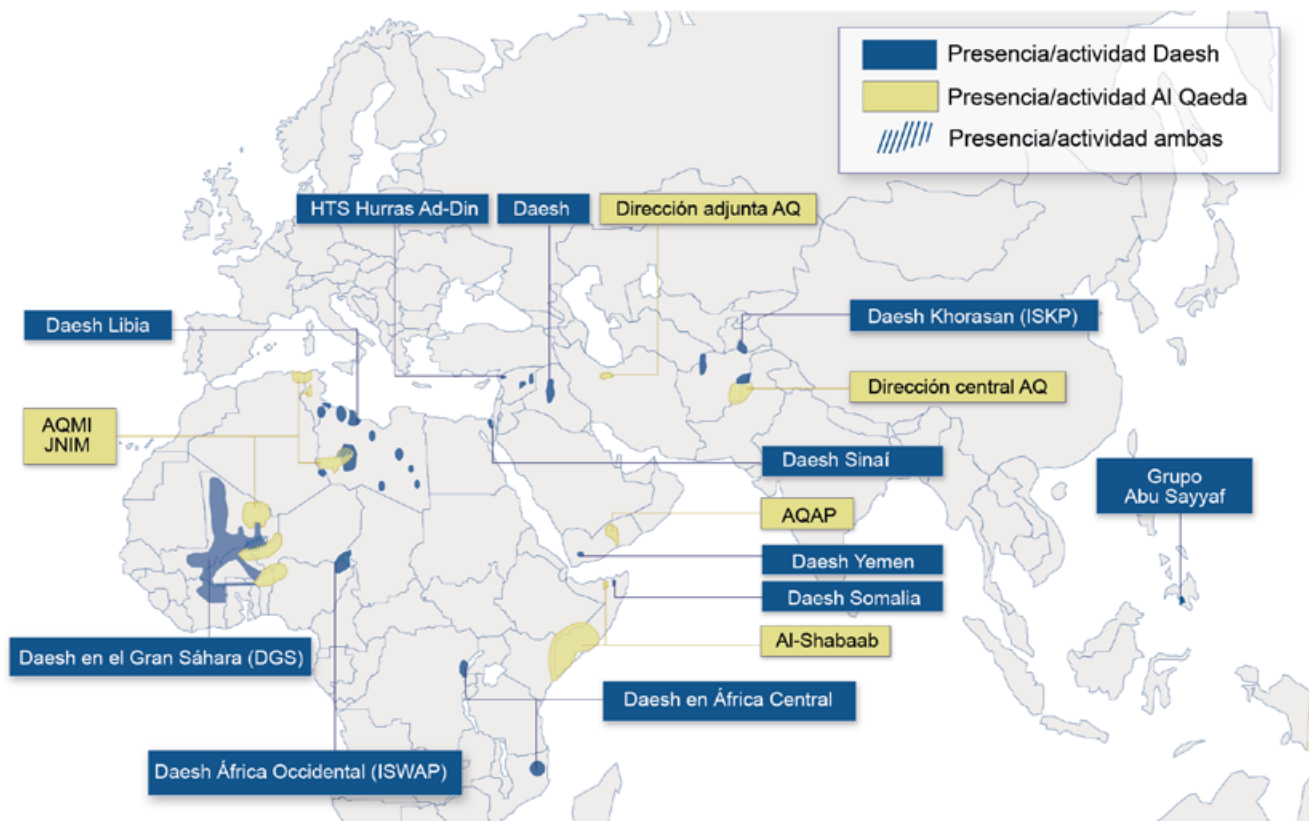 Presencia/actividad Daesh
Presencia/actividad Al Qaeda
Presencia/actividad ambas
HTS Hurras Ad-Din
Daesh
Dirección adjunta AQ
Daesh Libia
Daesh Khorasan (ISKP)
Dirección central AQ
AQMI
JNIM
Daesh Sinaí
Grupo
Abu Sayyaf
AQAP
Daesh Yemen
Daesh Somalia
Al-Shabaab
Daesh en el Gran Sáhara (DGS)
Daesh en África Central
Daesh África Occidental (ISWAP)